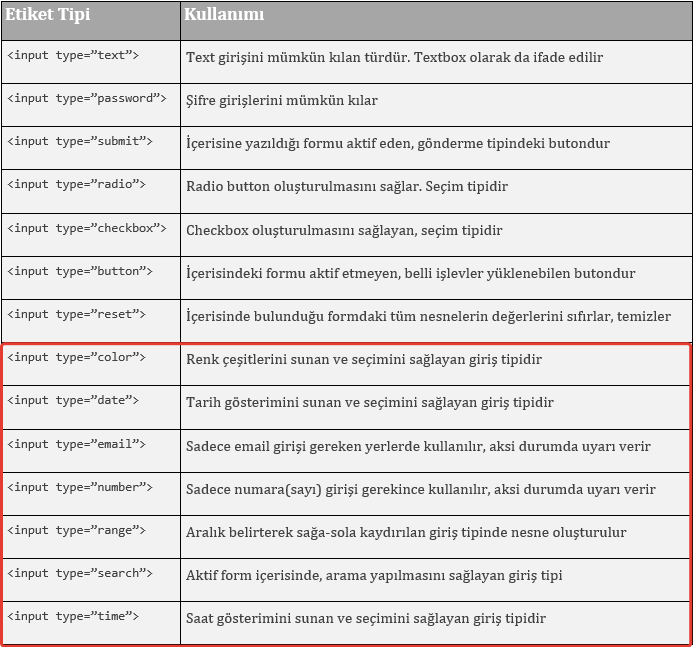 Etiket Tipi Kullanımı
<input type=”text”> Text girişini mümkün kılan türdür. Textbox olarak da ifade edilir
<input type=”password”> Şifre girişlerini mümkün kılar
<input type=”submit”> İçerisine yazıldığı formu aktif eden, gönderme tipindeki butondur
<input type=”radio”> Radio button oluşturulmasını sağlar. Seçim tipidir
<input type=”checkbox”> Checkbox oluşturulmasını sağlayan, seçim tipidir
<input type=”button”> İçerisindeki formu aktif etmeyen, belli işlevler yüklenebilen butondur
<input type=”reset”> İçerisinde bulunduğu formdaki tüm nesnelerin değerlerini sıfırlar, temizler
<input type=”color”> Renk çeşitlerini sunan ve seçimini sağlayan giriş tipidir
<input type=”date”> Tarih gösterimini sunan ve seçimini sağlayan giriş tipidir
<input type=”email”> Sadece email girişi gereken yerlerde kullanılır, aksi durumda uyarı verir
<input type=”number”> Sadece numara(sayı) girişi gerekince kullanılır, aksi durumda uyarı verir
<input type=”range”> Aralık belirterek sağa-sola kaydırılan giriş tipinde nesne oluşturulur
<input type=”search”> Aktif form içerisinde, arama yapılmasını sağlayan giriş tipi
<input type=”time”> Saat gösterimini sunan ve seçimini sağlayan giriş tipidir